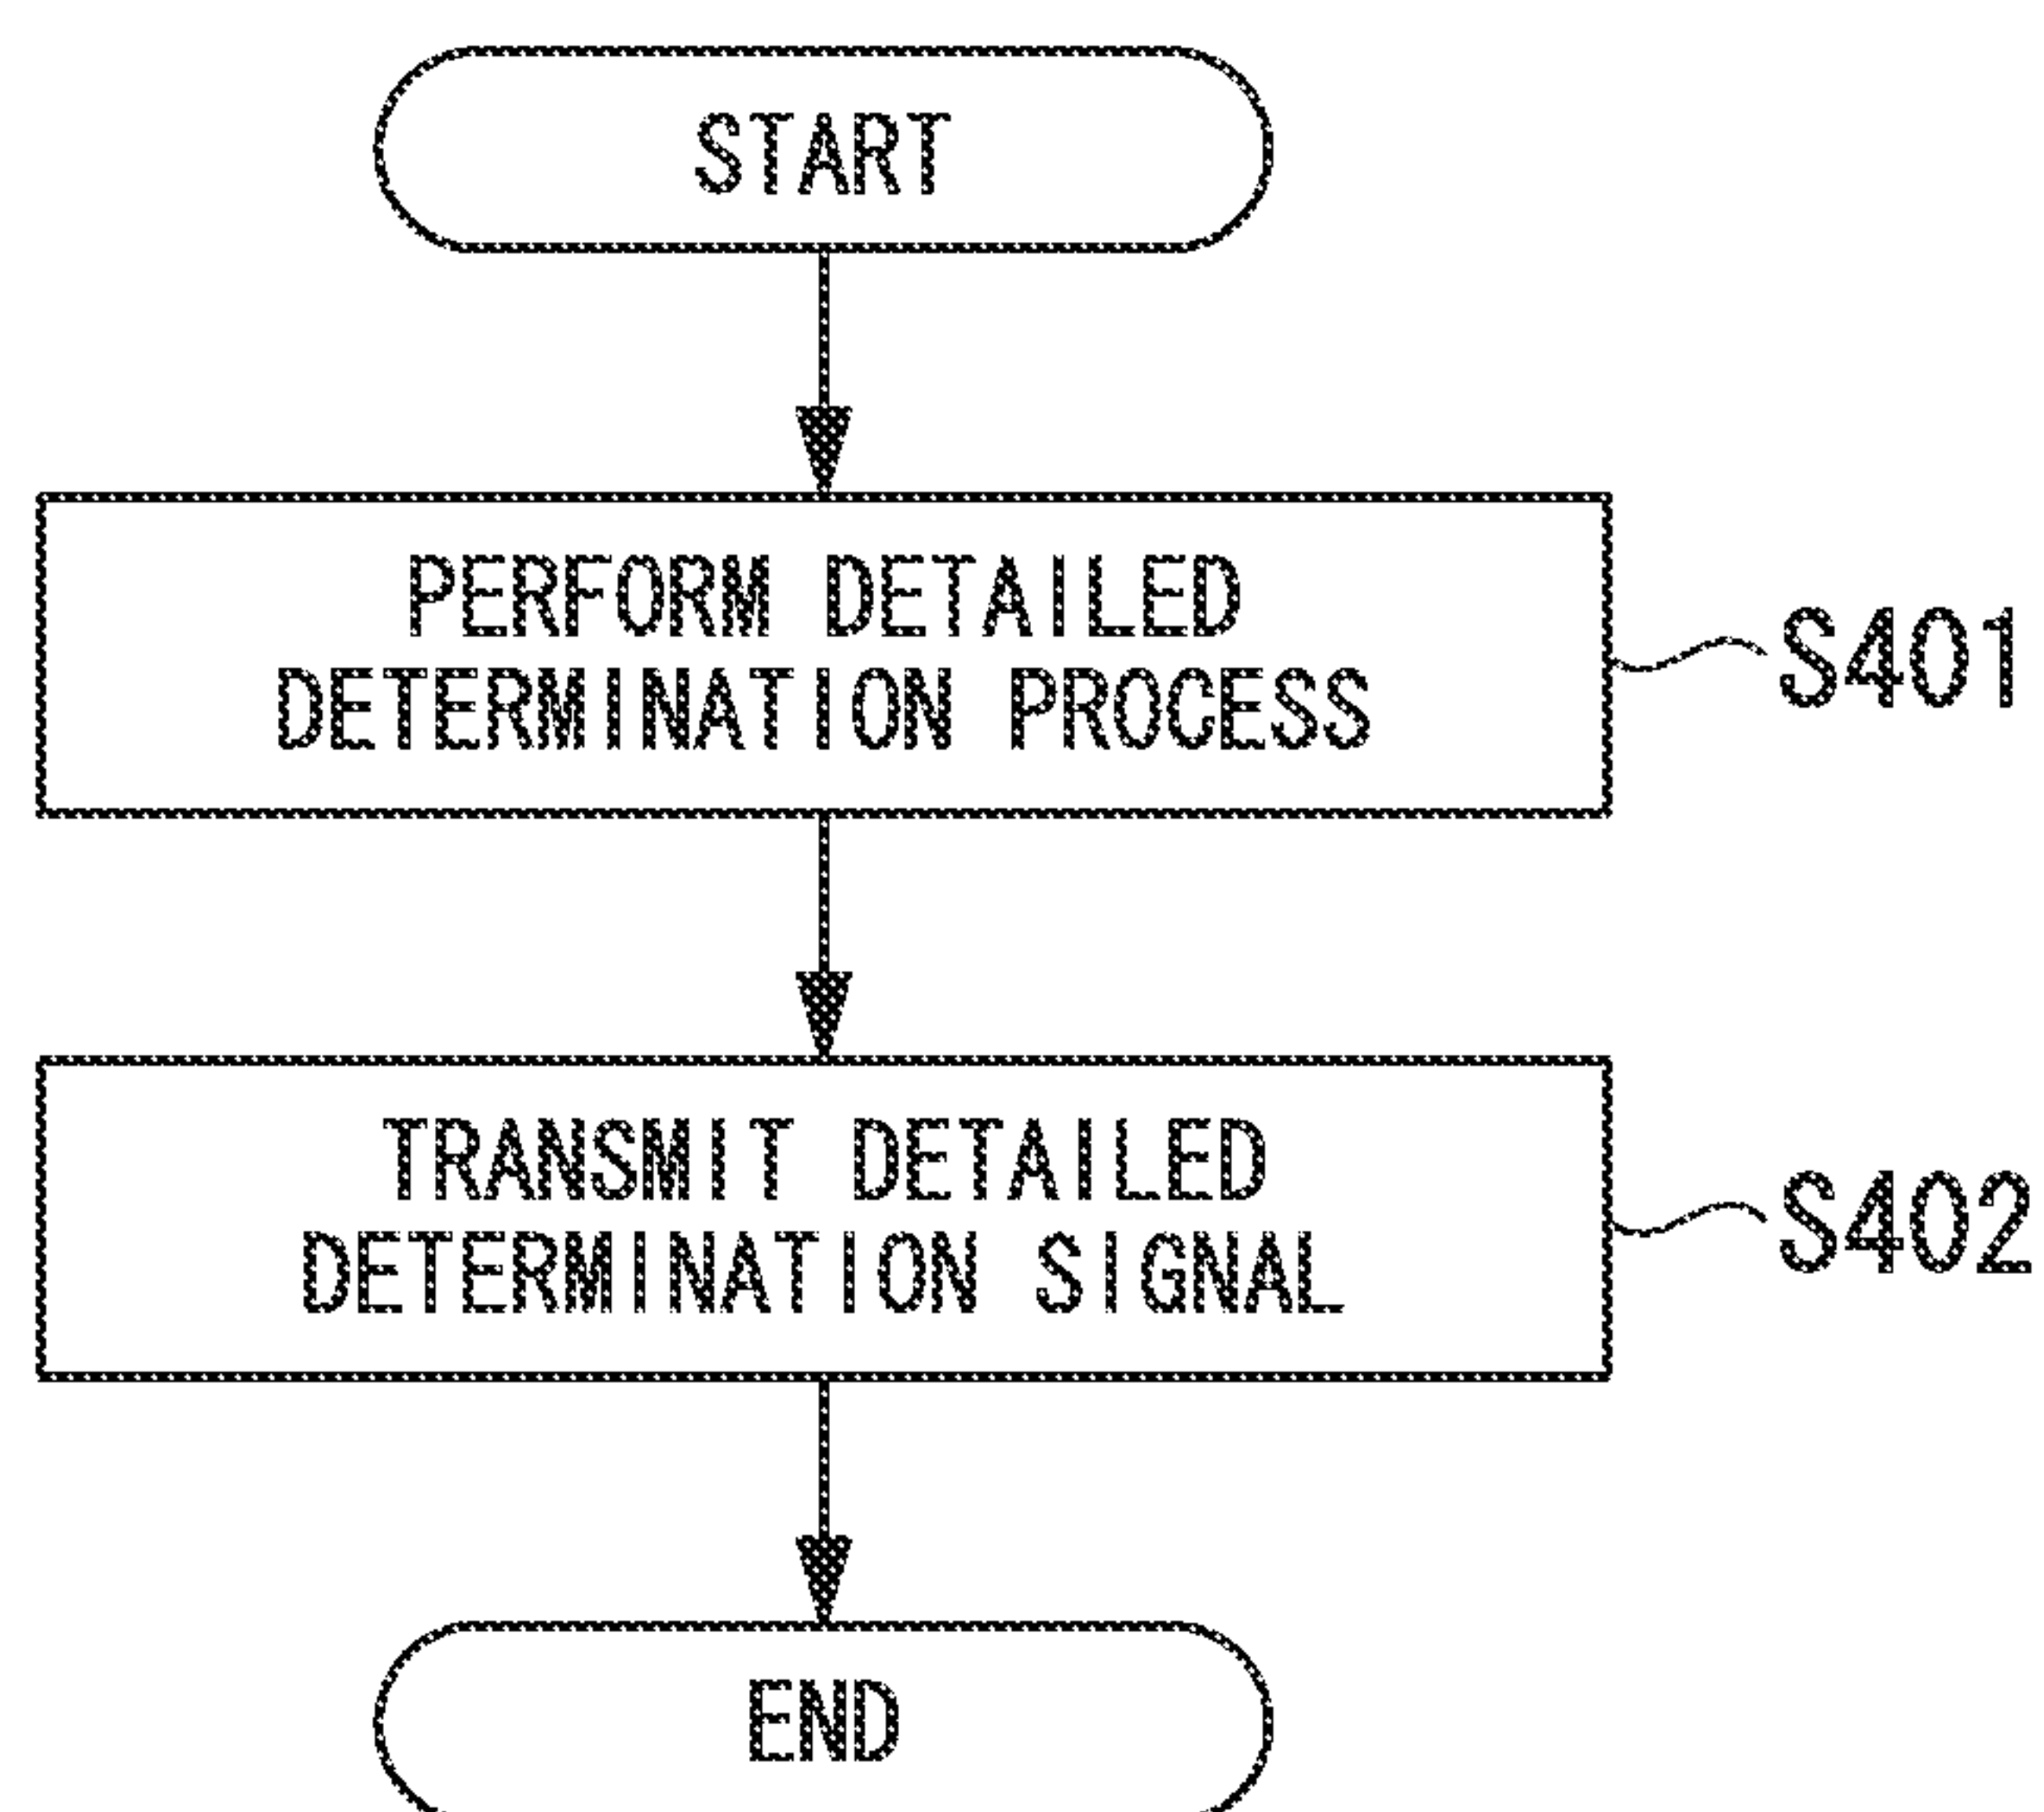 START
PERFORM DETAILED
DETERMINATION PROCESS
S401
TRANSMIT DETAILED
DETERMINATION SIGNAL
S402
END